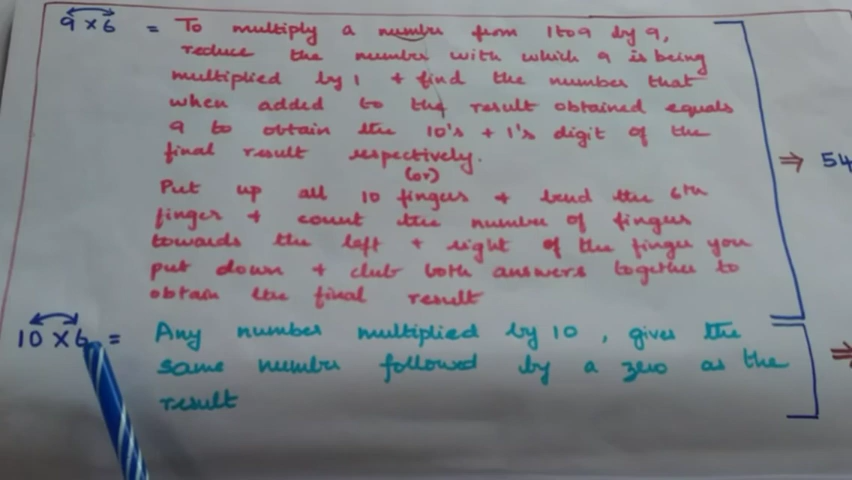 9 × 6 = To multiply a number from 1 to 9 by 9,
reduce the number with which 9 is being
multiplied by 1 + find the number that
when added to the result obtained equals
9 to obtain the 10's + 1's digit of the
final result respectively.
(or)
Put up all 10 fingers + bend the 6th
finger + count the number of fingers
towards the left + right of the finger you
put down + club both answers together to
obtain the final result
⇒ 54
10 × 6 = Any number multiplied by 10, gives the
same number followed by a zero as the
result
⇒